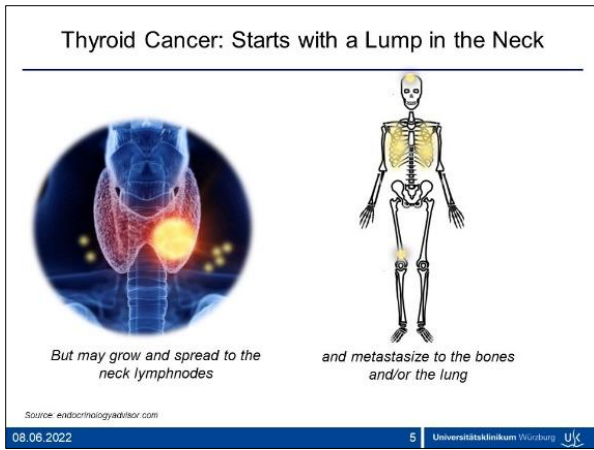 Thyroid Cancer: Starts with a Lump in the Neck
But may grow and spread to the
neck lymphnodes
and metastasize to the bones
and/or the lung
Source: endocrinologyadvisor.com
08.06.2022
5
Universitätsklinikum Würzburg